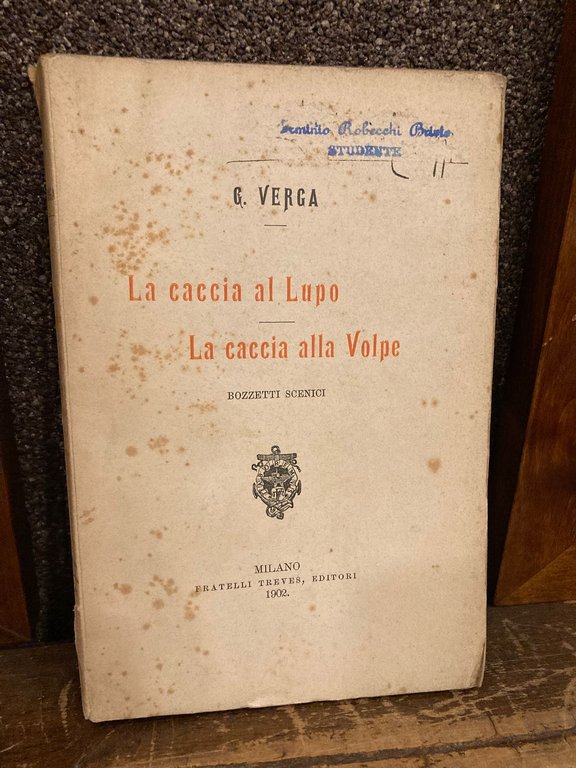 Robecchi
STUDENTE
G. VERGA
La caccia al Lupo
La caccia alla Volpe
BOZZETTI SCENICI
MILANO
FRATELLI TREVES, EDITORI
1902.